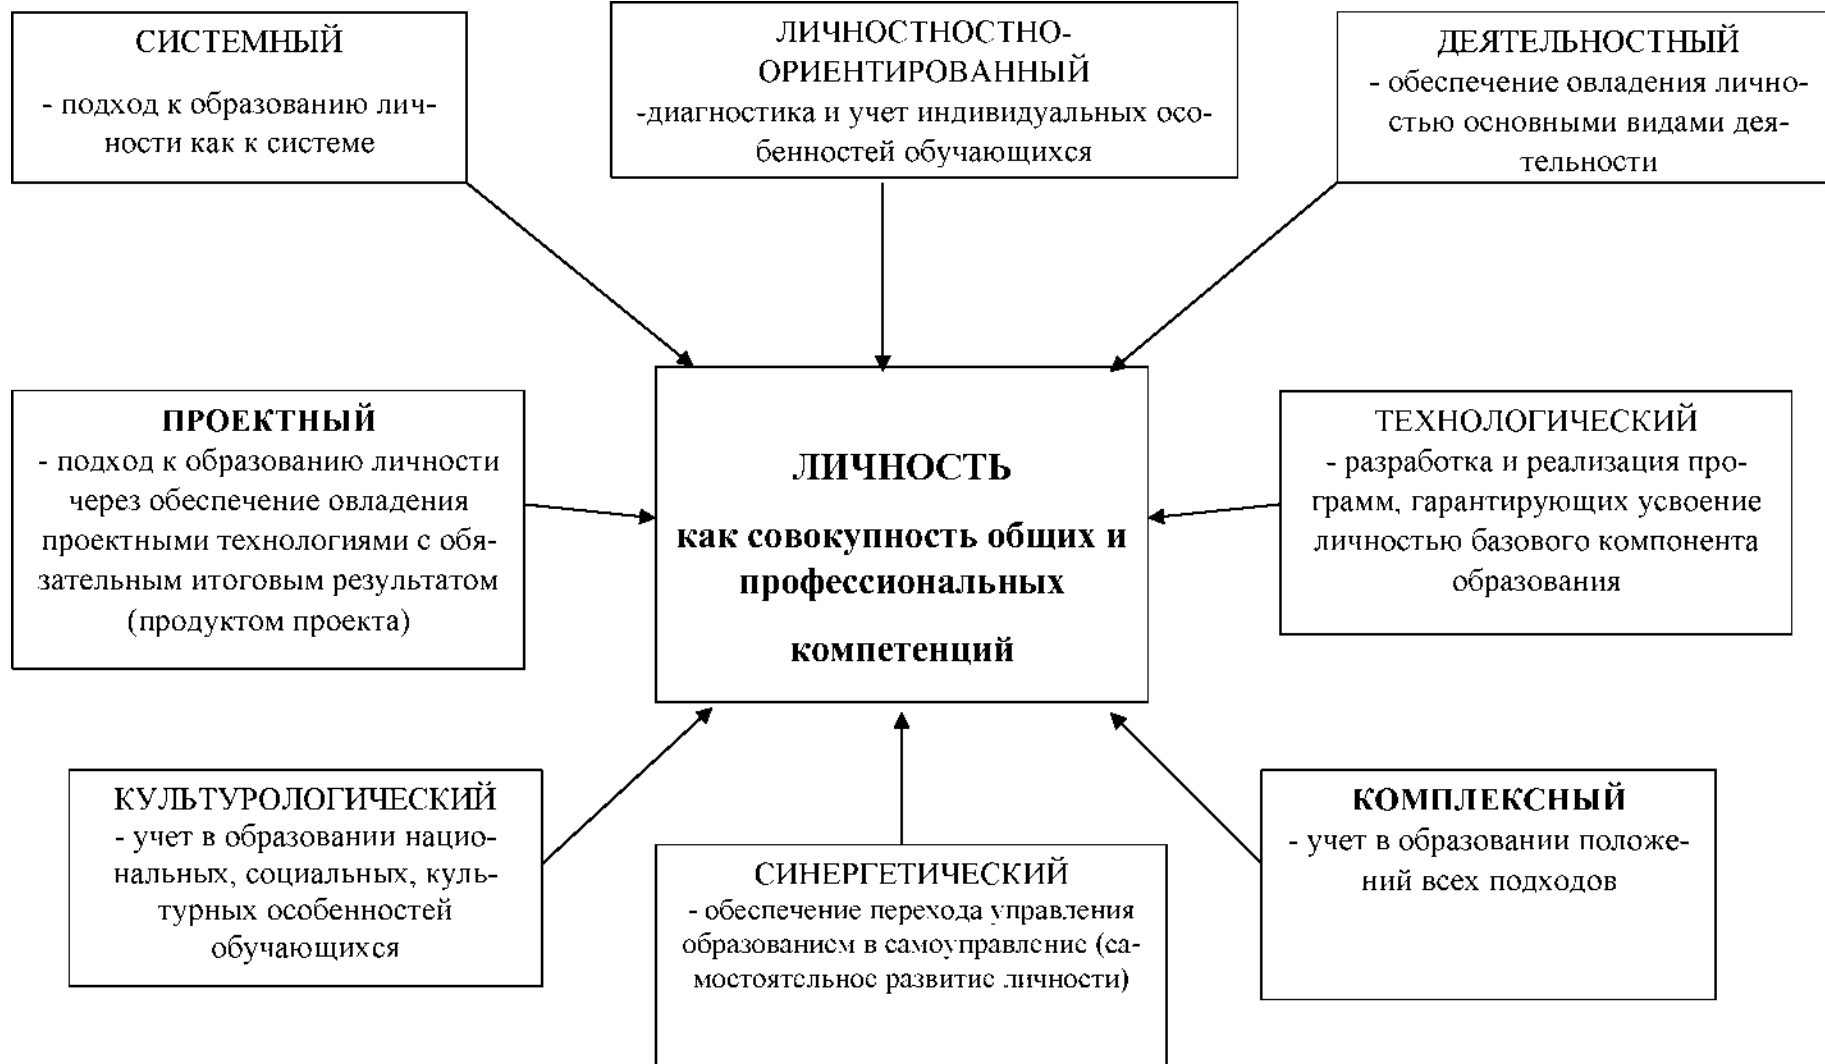 СИСТЕМНЫЙ
- подход к образованию лич-
ности как к системе
ЛИЧНОСТНОСТНО-
ОРИЕНТИРОВАННЫЙ
-диагностика и учет индивидуальных осо-
бенностей обучающихся
ДЕЯТЕЛЬНОСТНЫЙ
- обеспечение овладения лично-
стью основными видами дея-
тельности
ПРОЕКТНЫЙ
- подход к образованию личности
через обеспечение овладения
проектными технологиями с обя-
зательным итоговым результатом
(продуктом проекта)
ЛИЧНОСТЬ
как совокупность общих и
профессиональных
компетенций
ТЕХНОЛОГИЧЕСКИЙ
- разработка и реализация про-
грамм, гарантирующих усвоение
личностью базового компонента
образования
КУЛЬТУРОЛОГИЧЕСКИЙ
- учет в образовании нацио-
нальных, социальных, куль-
турных особенностей
обучающихся
СИНЕРГЕТИЧЕСКИЙ
- обеспечение перехода управления
образованием в самоуправление (са-
мостоятельное развитие личности)
КОМПЛЕКСНЫЙ
- учет в образовании положе-
ний всех подходов